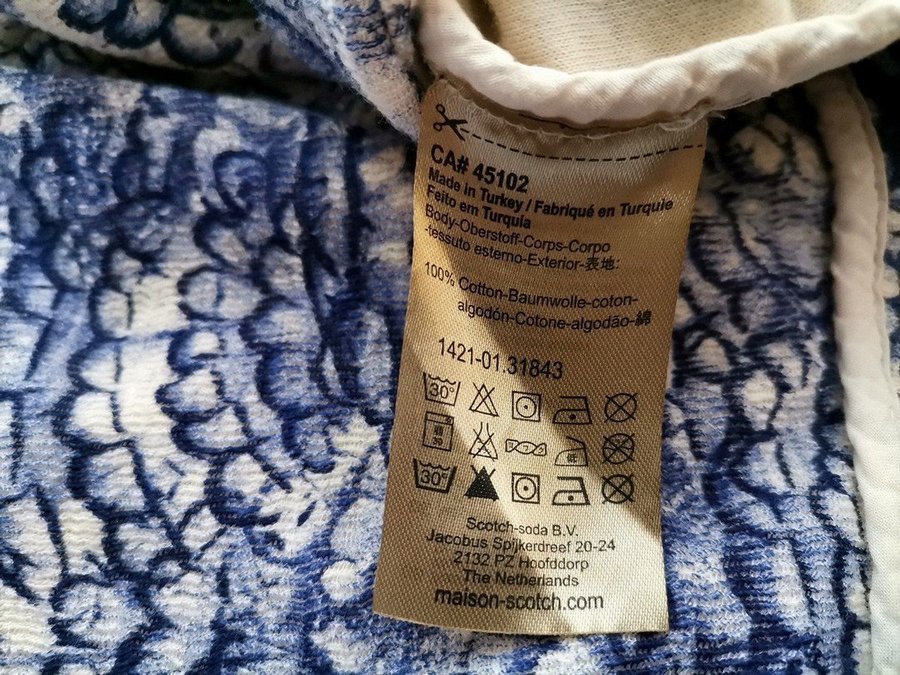 CA# 45102
Made in Turkey / Fabriqué en Turquie
Feito em Turquia
Body-Oberstoff-Corps-Corpo
-tessuto esterno-Exterior-表地:
100% Cotton-Baumwolle-coton-
algodón-Cotone-algodão-綿
1421-01.31843
30°
30°
Scotch-soda B.V.
Jacobus Spijkerdreef 20-24
2132 PZ Hoofddorp
The Netherlands
maison-scotch.com